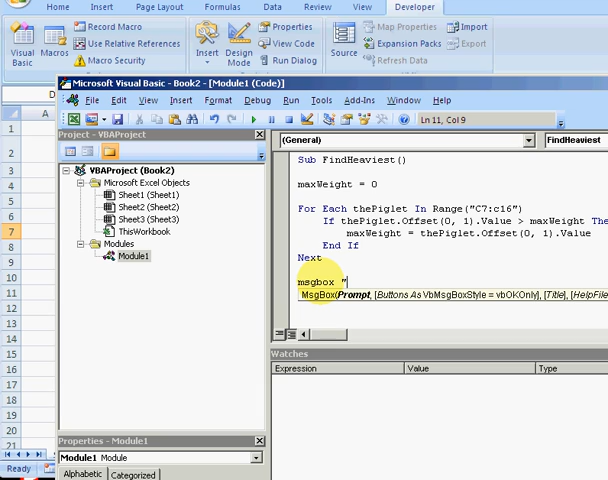 Home Insert Page Layout Formulas Data Review View Developer
Visual Basic
Macros
Record Macro
Use Relative References
Macro Security
Insert
Design Mode
Properties
View Code
Run Dialog
Source
Map Properties
Expansion Packs
Refresh Data
Import
Export
Microsoft Visual Basic - Book2 - [Module1 (Code)]
File Edit View Insert Format Debug Run Tools Add-Ins Window Help
Ln 11, Col 9
Project - VBAProject
VBAProject (Book2)
Microsoft Excel Objects
Sheet1 (Sheet1)
Sheet2 (Sheet2)
Sheet3 (Sheet3)
ThisWorkbook
Modules
Module1
(General)
FindHeaviest
Sub FindHeaviest()
maxWeight = 0
For Each thePiglet In Range("C7:c16")
If thePiglet.Offset(0, 1).Value > maxWeight The
maxWeight = thePiglet.Offset(0, 1).Value
End If
Next
msgbox "
MsgBox(Prompt, [Buttons As VbMsgBoxStyle = vbOKOnly], [Title], [HelpFile
Watches
Expression Value Type
Properties - Module1
Module1 Module
Alphabetic Categorized
A
1
2
3
4
5
6
7
8
9
10
11
12
13
14
15
16
17
18
19
20
21
Ready